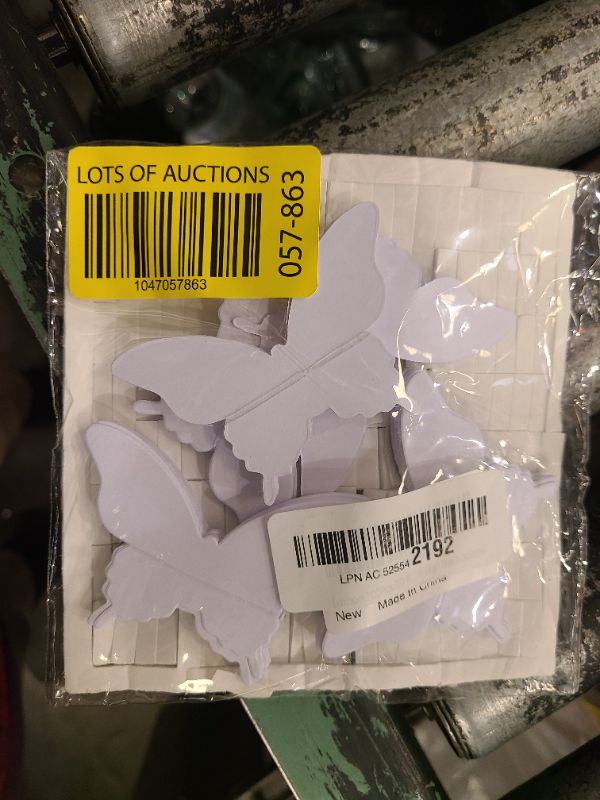 LOTS OF AUCTIONS
1047057863
057-863
LPN AC 52554 2192
New Made in China